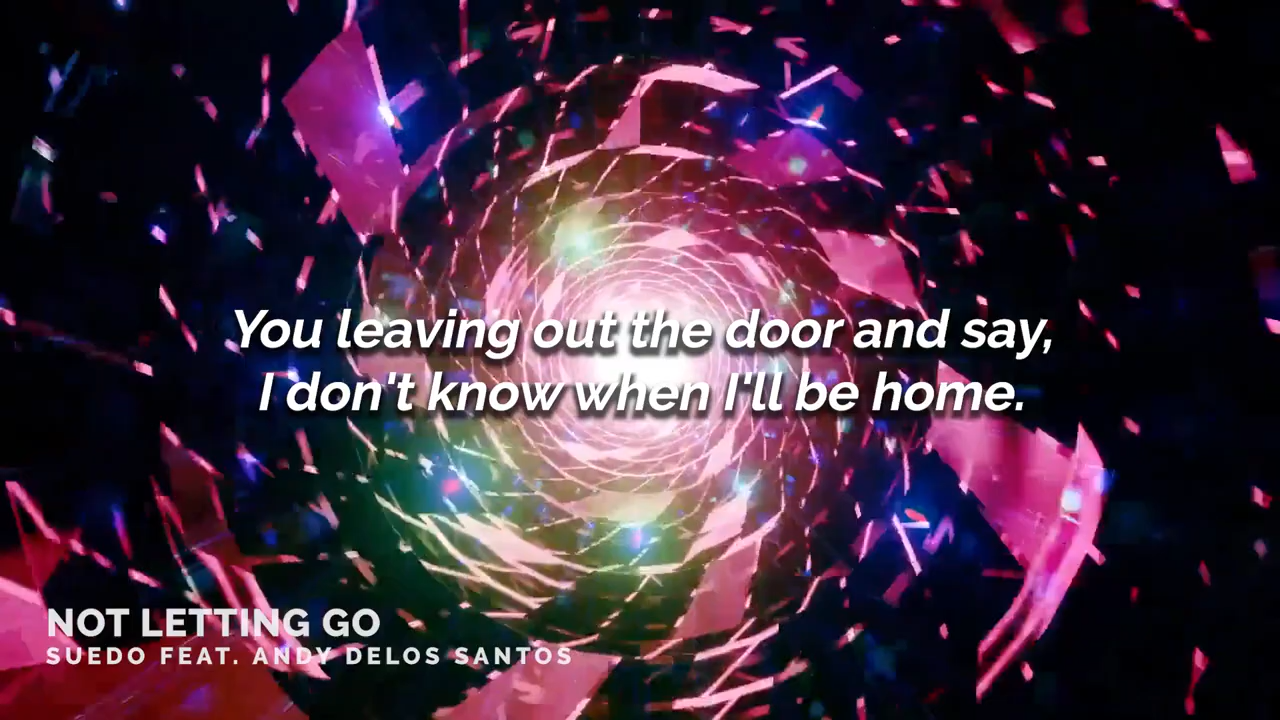 You leaving out the door and say,
I don't know when I'll be home.
NOT LETTING GO
SUEDO FEAT. ANDY DELOS SANTOS